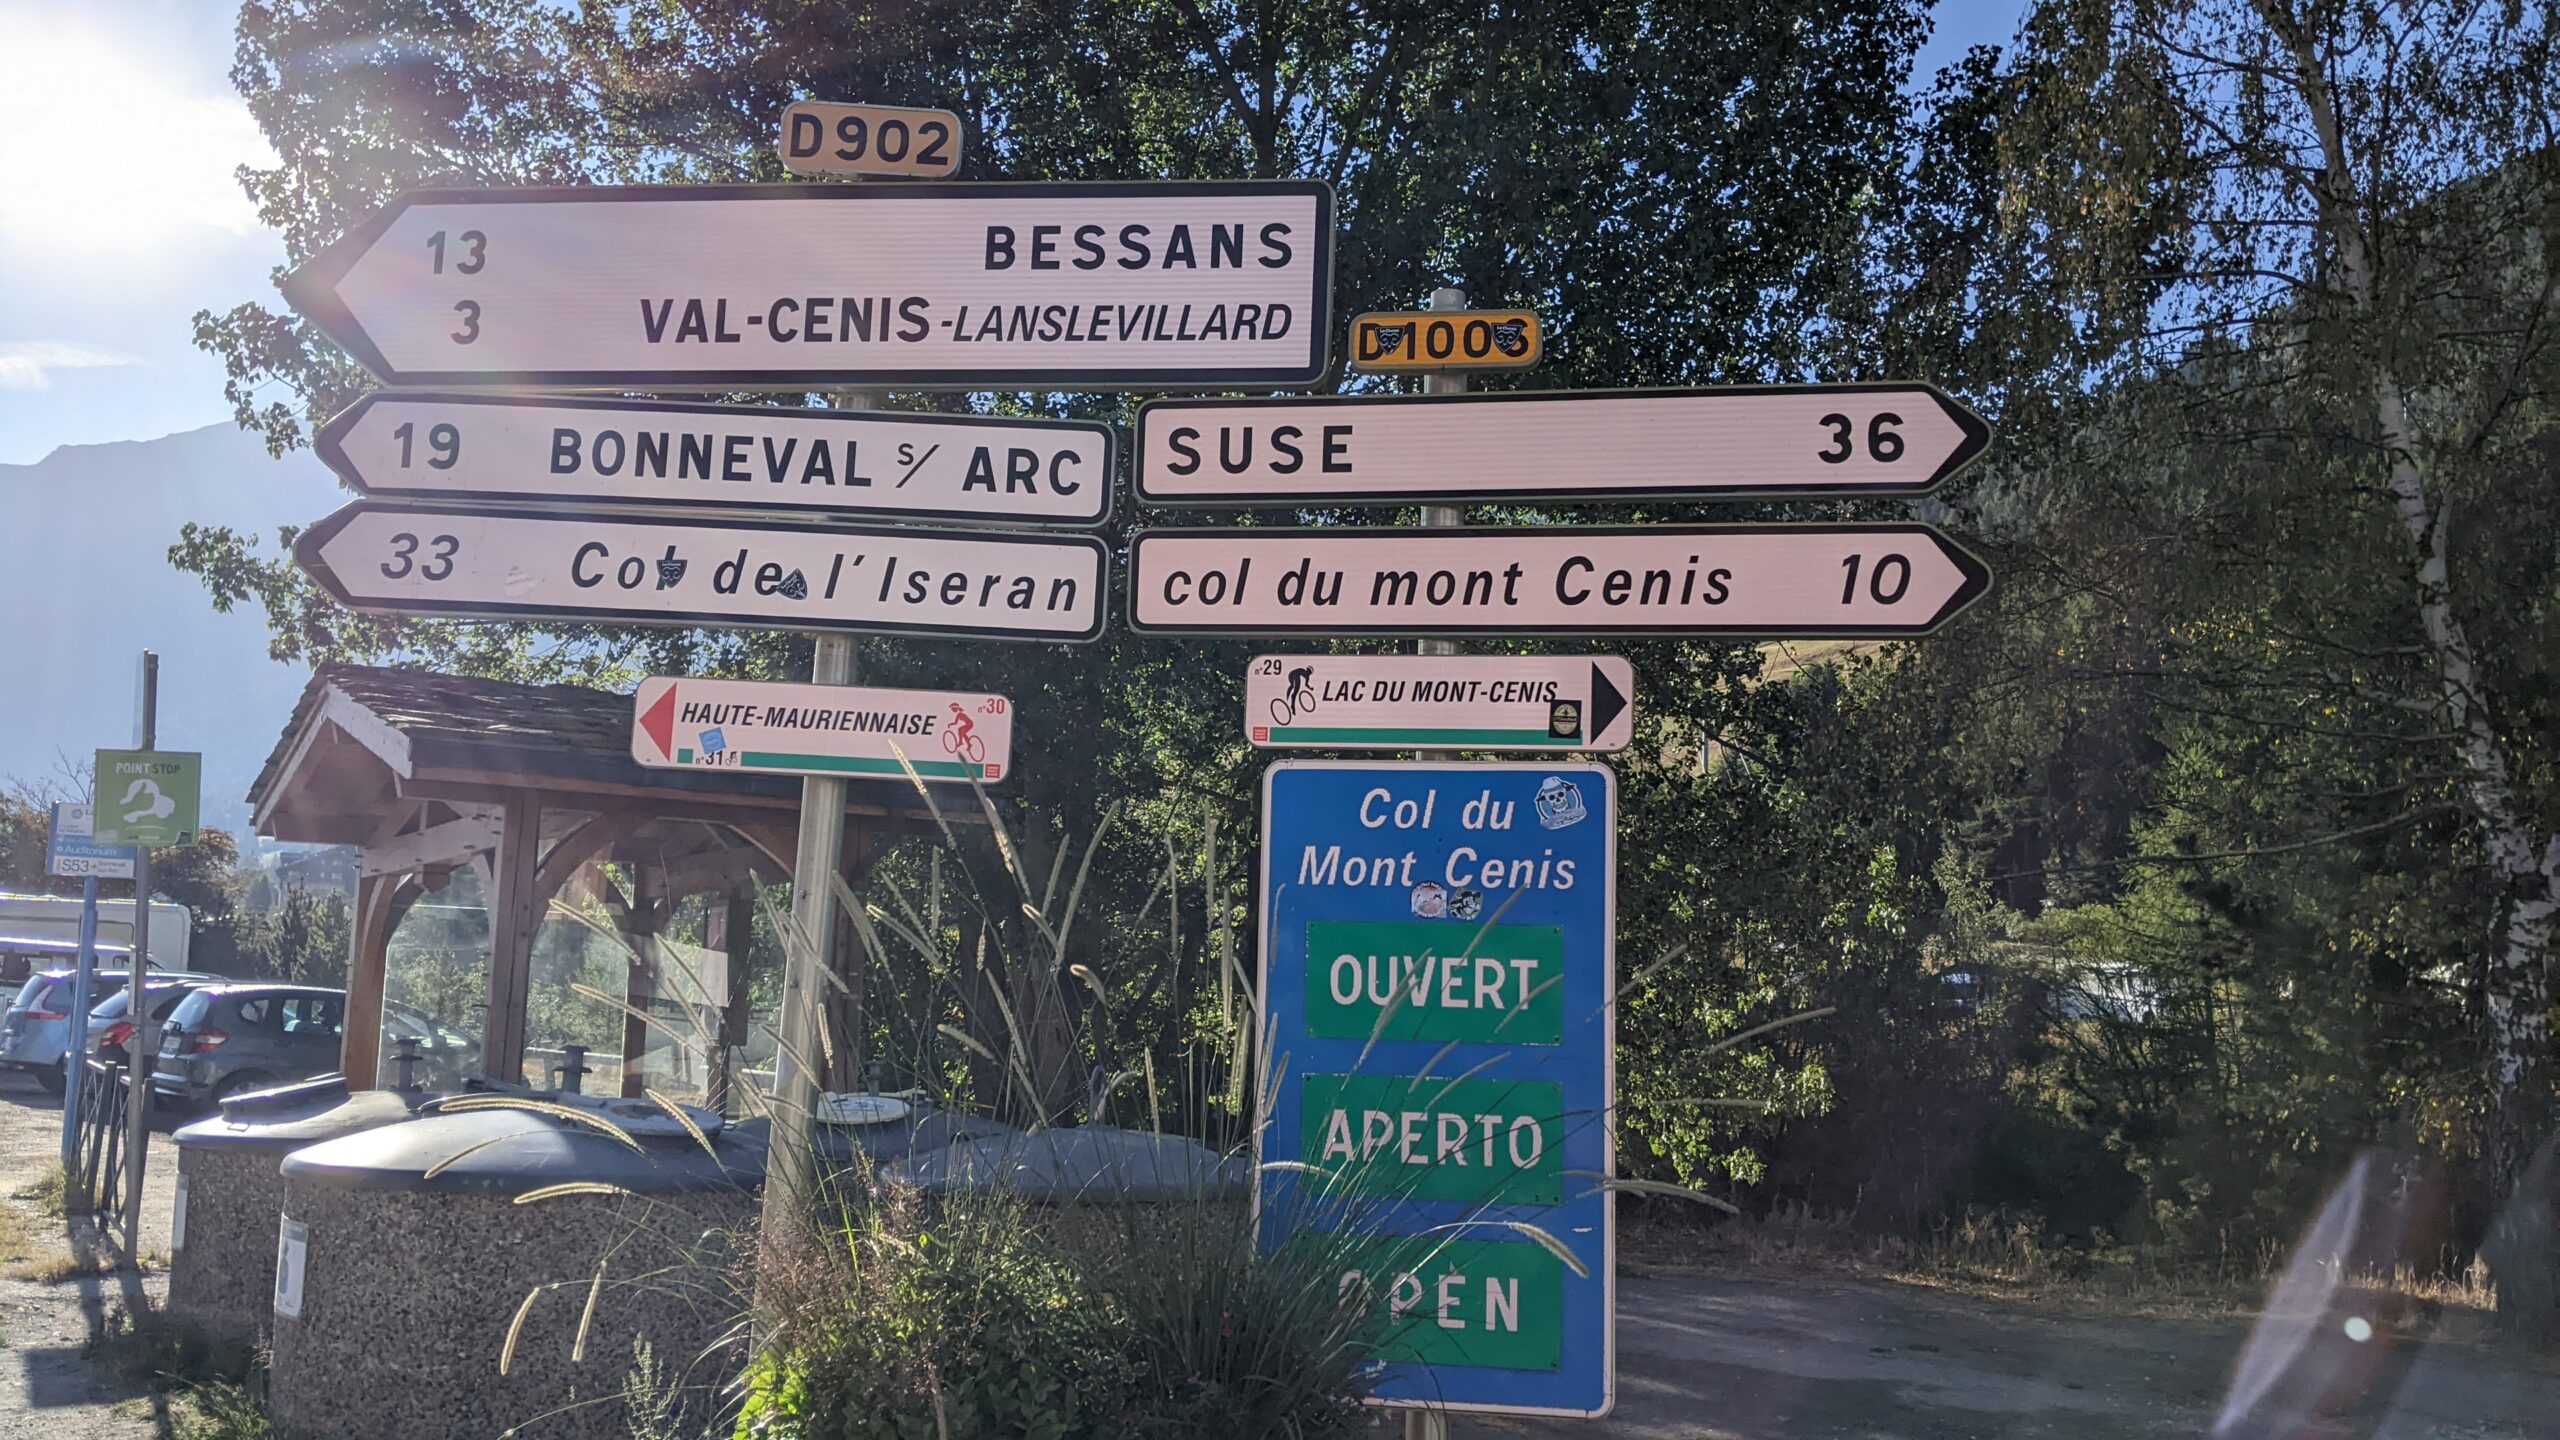 D902
13 BESSANS
3 VAL-CENIS-LANSLEVILLARD
19 BONNEVAL s/ ARC
33 Col de l'Iseran
n°30
HAUTE-MAURIENNAISE
n°31
D1006
SUSE 36
col du mont Cenis 10
n°29
LAC DU MONT-CENIS
Col du
Mont Cenis
OUVERT
APERTO
OPEN
POINT STOP
Auditorium
S53